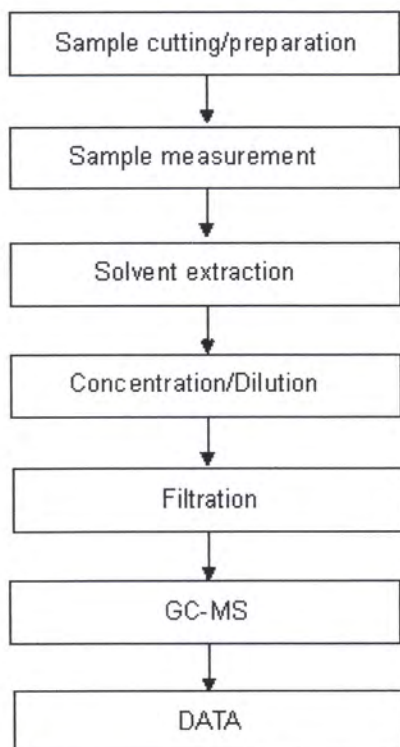 Sample cutting/preparation
Sample measurement
Solvent extraction
Concentration/Dilution
Filtration
GC-MS
DATA